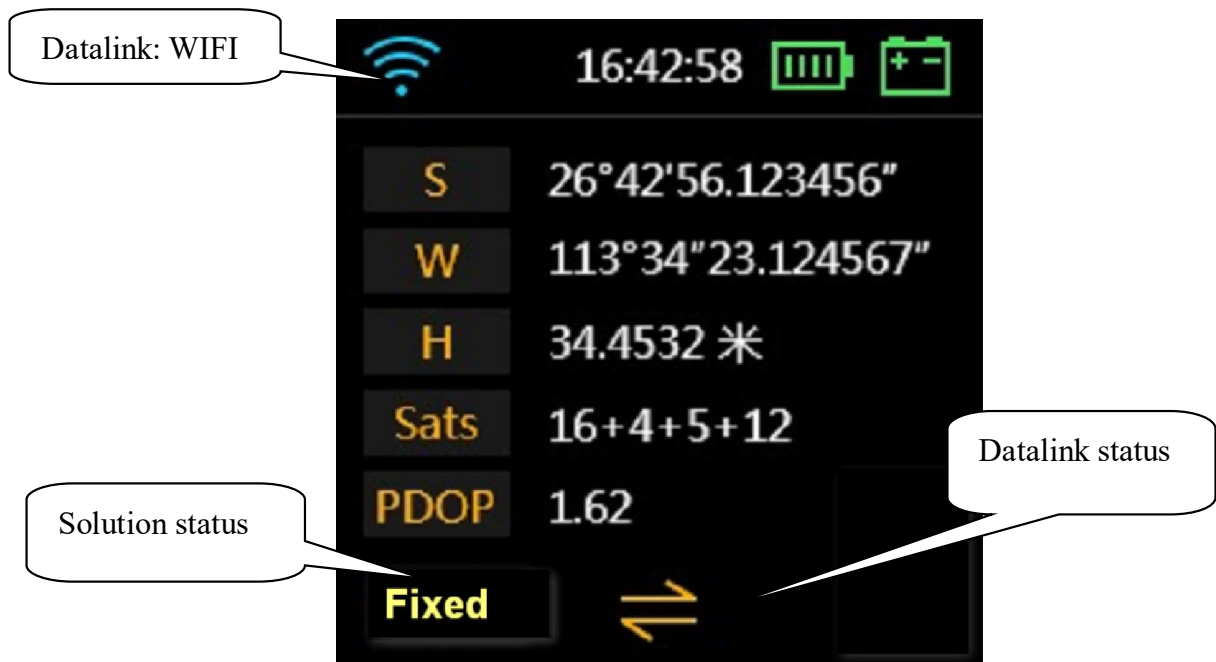 Datalink: WIFI
16:42:58
S 26°42'56.123456″
W 113°34″23.124567″
H 34.4532 ✳
Sats 16+4+5+12
PDOP 1.62
Datalink status
Solution status
Fixed